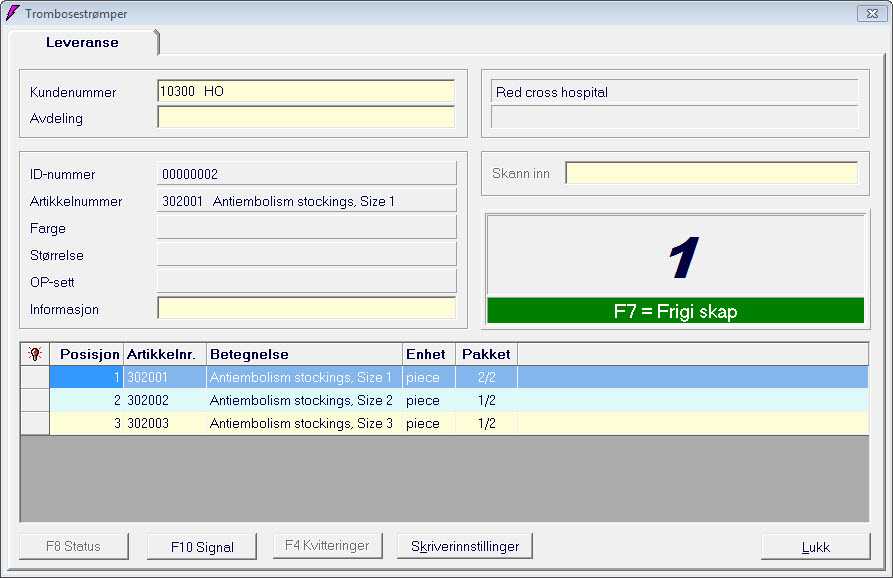 Trombosestrømper
Leveranse
Kundenummer 10300 HO
Avdeling
Red cross hospital
ID-nummer 00000002
Artikkelnummer 302001 Antiembolism stockings, Size 1
Farge
Størrelse
OP-sett
Informasjon
Skann inn
1
F7 = Frigi skap
Posisjon Artikkelnr. Betegnelse Enhet Pakket
1 302001 Antiembolism stockings, Size 1 piece 2/2
2 302002 Antiembolism stockings, Size 2 piece 1/2
3 302003 Antiembolism stockings, Size 3 piece 1/2
F8 Status F10 Signal F4 Kvitteringer Skriverinnstillinger Lukk